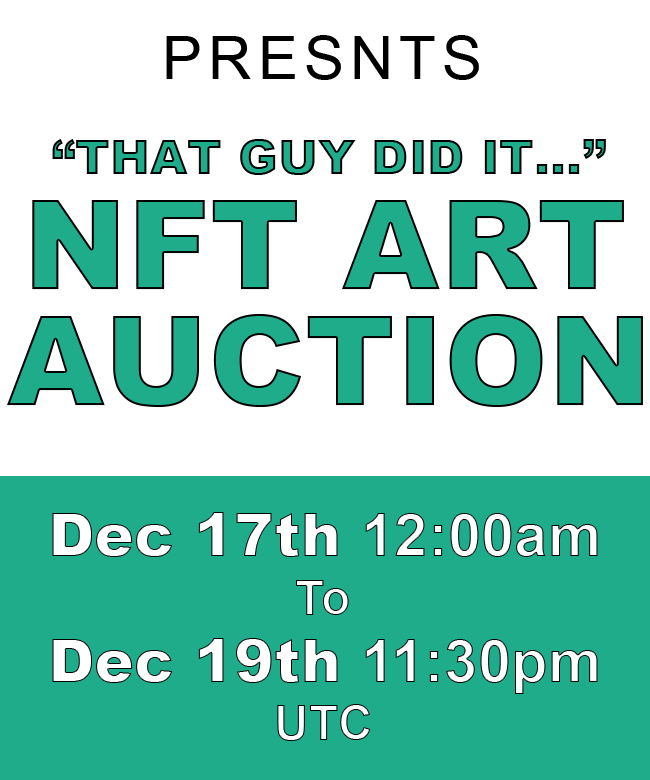 PRESNTS
“THAT GUY DID IT...”
NFT ART
AUCTION
Dec 17th 12:00am
To
Dec 19th 11:30pm
UTC